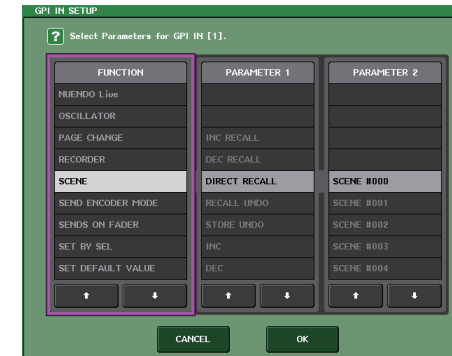 GPI IN SETUP
? Select Parameters for GPI IN [1].
FUNCTION PARAMETER 1 PARAMETER 2
NUENDO Live
OSCILLATOR
PAGE CHANGE INC RECALL
RECORDER DEC RECALL
SCENE DIRECT RECALL SCENE #000
SEND ENCODER MODE RECALL UNDO SCENE #001
SENDS ON FADER STORE UNDO SCENE #002
SET BY SEL INC SCENE #003
SET DEFAULT VALUE DEC SCENE #004
CANCEL OK